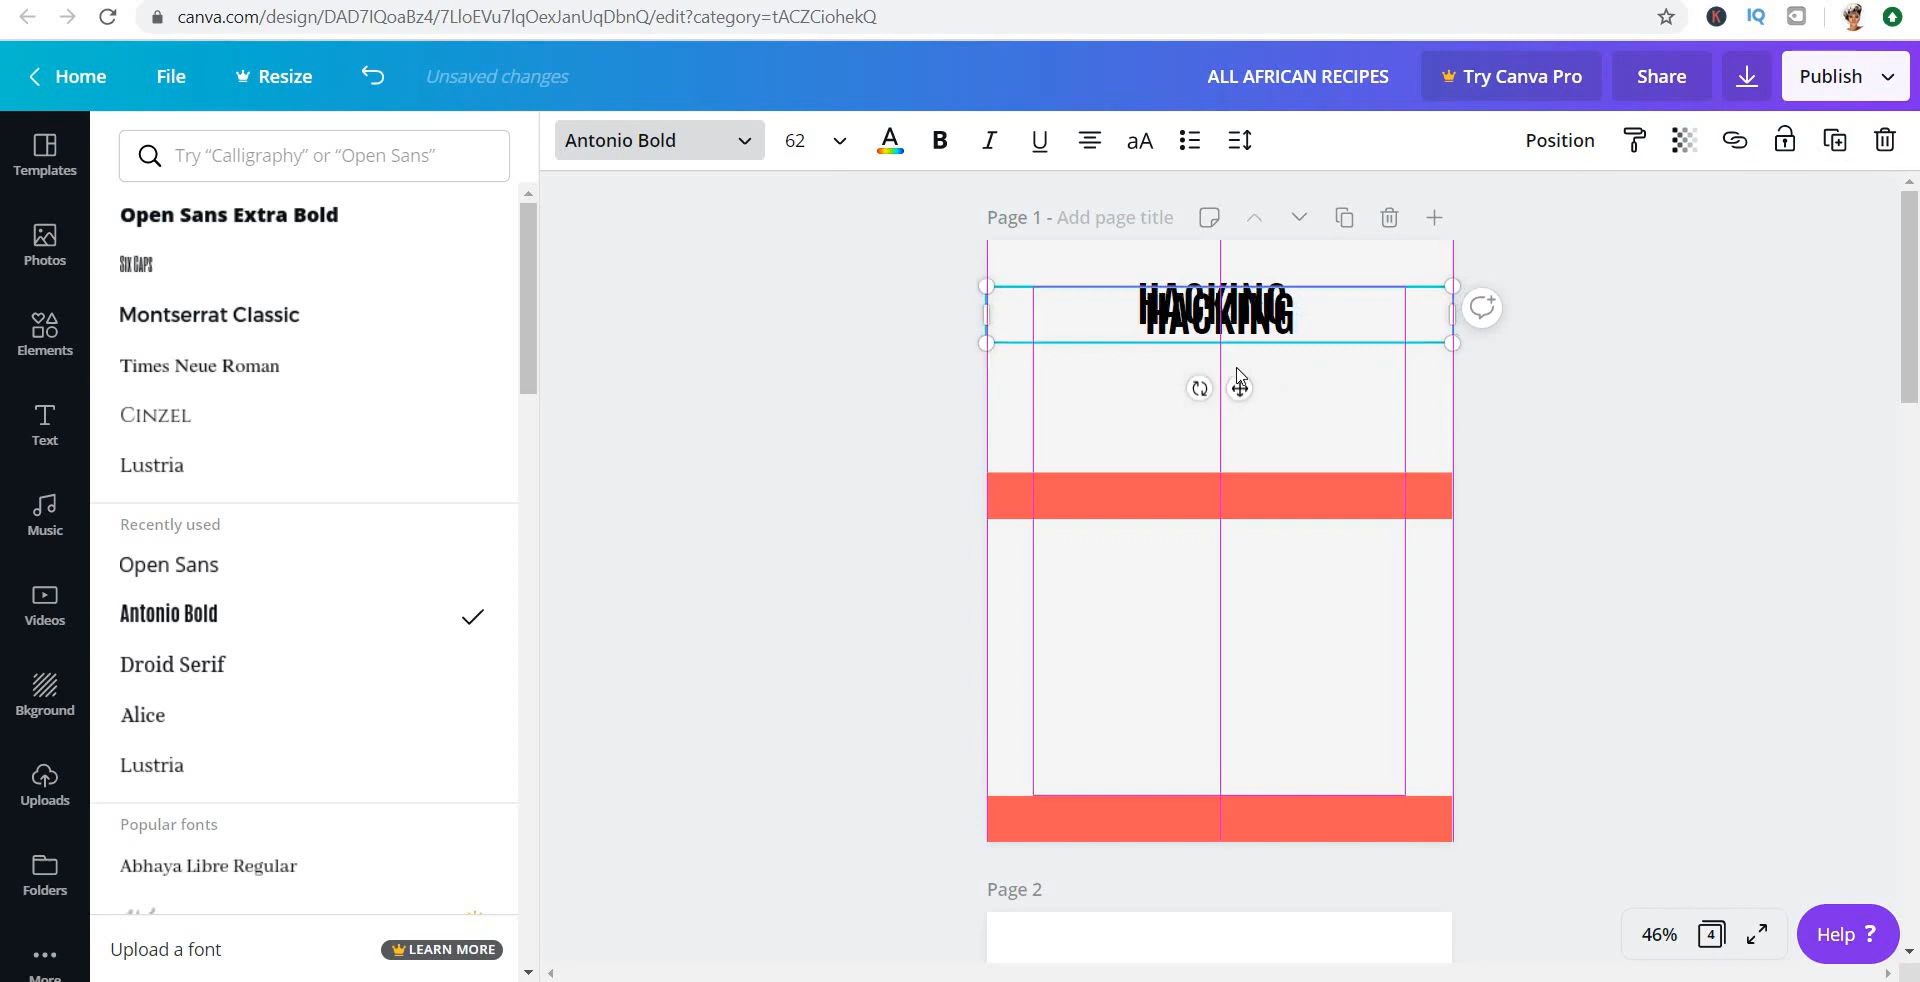 canva.com/design/DAD7IQoaBz4/7LloEVu7lqOexJanUqDbnQ/edit?category=tACZCiohekQ
K
IQ
Home
File
Resize
Unsaved changes
ALL AFRICAN RECIPES
Try Canva Pro
Share
Publish
Templates
Photos
Elements
Text
Music
Videos
Bkground
Uploads
Folders
More
Try “Calligraphy” or “Open Sans”
Open Sans Extra Bold
Six Caps
Montserrat Classic
Times Neue Roman
CINZEL
Lustria
Recently used
Open Sans
Antonio Bold
Droid Serif
Alice
Lustria
Popular fonts
Abhaya Libre Regular
Upload a font
LEARN MORE
Antonio Bold
62
A
B
I
U
aA
Position
Page 1 - Add page title
HACKING
HACKING
Page 2
46%
4
Help ?